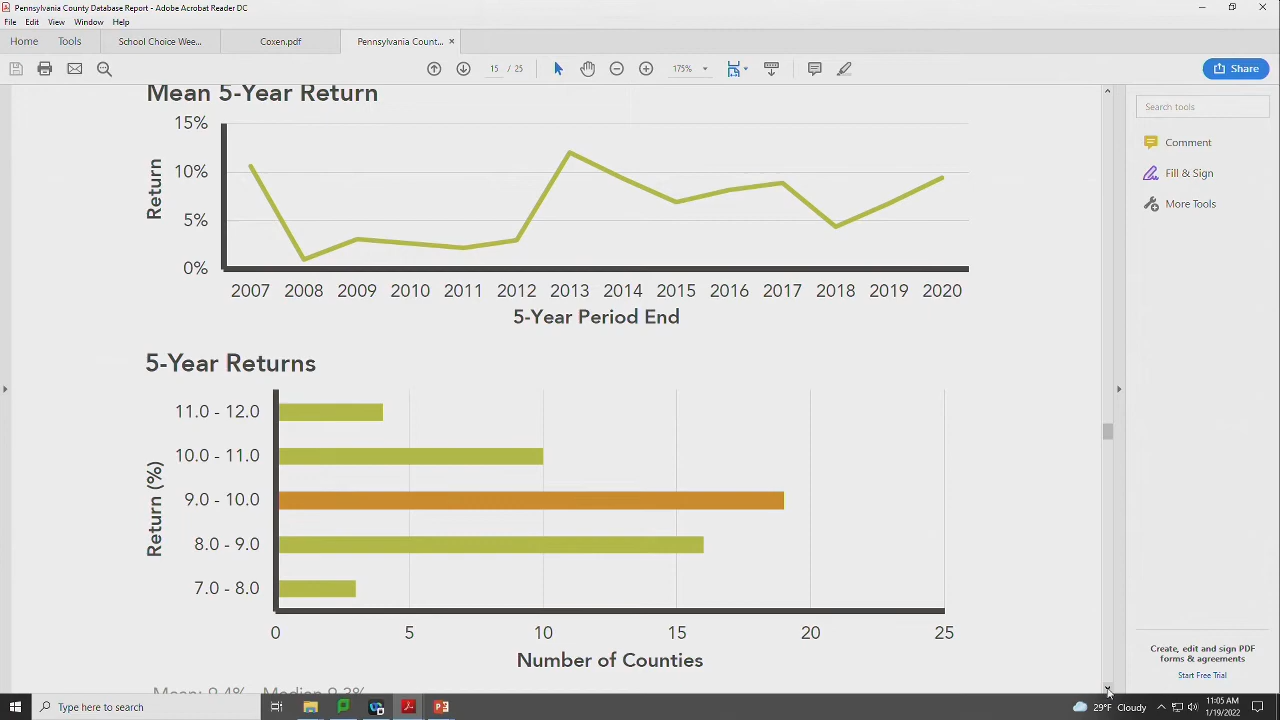 Pennsylvania County Database Report - Adobe Acrobat Reader DC
File Edit View Window Help
Home Tools School Choice Wee... Coxen.pdf Pennsylvania Count... ×
15 / 25 175% Share
Mean 5-Year Return
15%
10%
5%
0%
Return
2007 2008 2009 2010 2011 2012 2013 2014 2015 2016 2017 2018 2019 2020
5-Year Period End
5-Year Returns
11.0 - 12.0
10.0 - 11.0
9.0 - 10.0
8.0 - 9.0
7.0 - 8.0
Return (%)
0 5 10 15 20 25
Number of Counties
Mean: 9.4% Median 9.3%
Search tools
Comment
Fill & Sign
More Tools
Create, edit and sign PDF
forms & agreements
Start Free Trial
Type here to search
29°F Cloudy
11:05 AM
1/19/2022